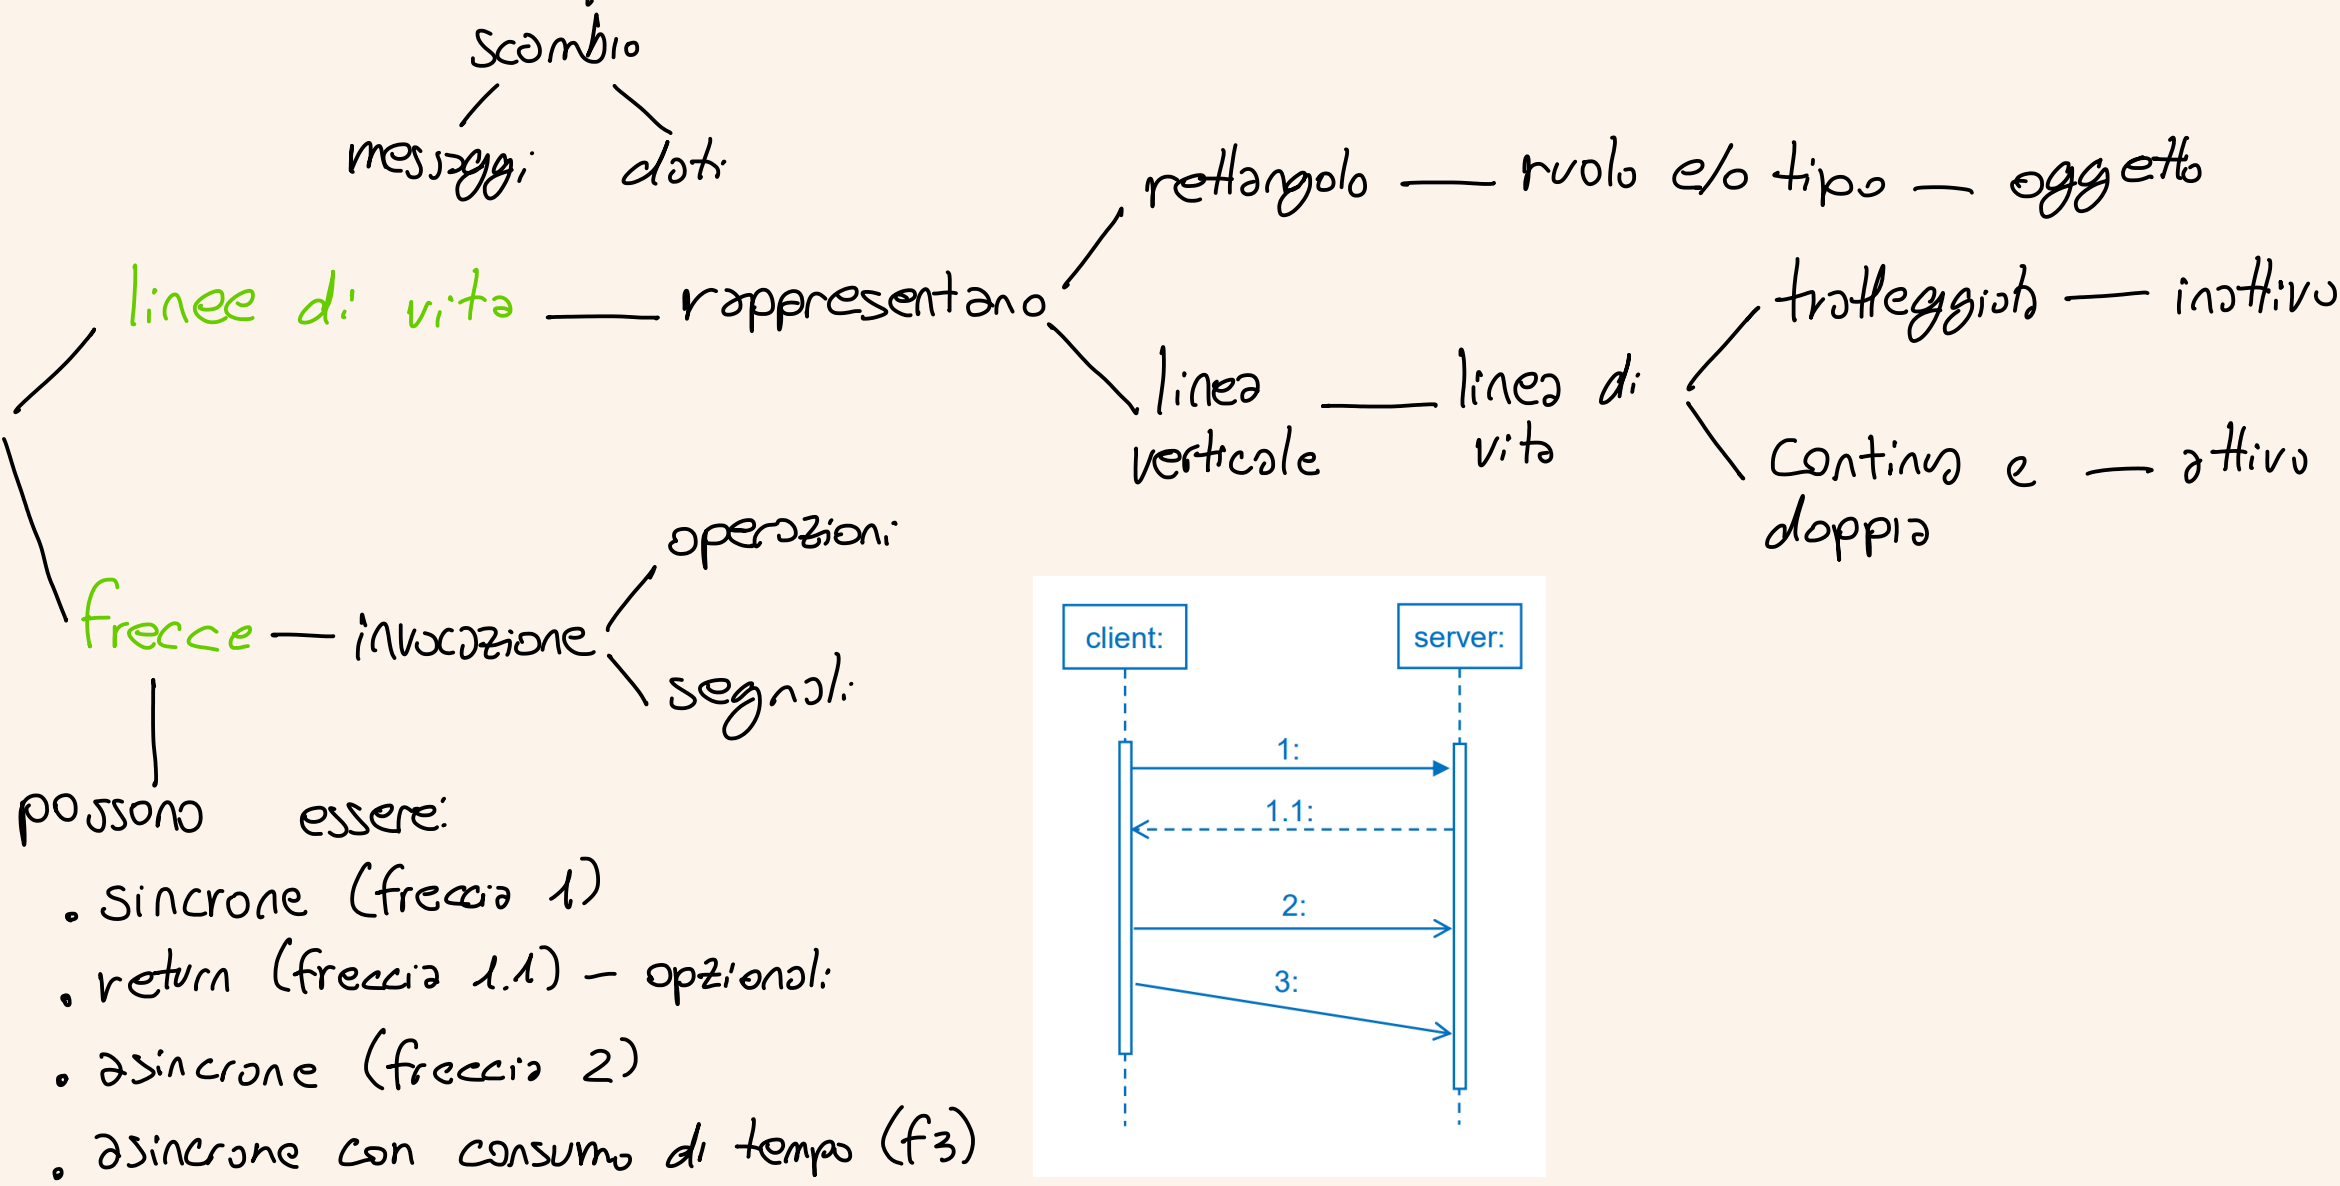 scambio
messaggi dati
rettangolo ruolo e/o tipo oggetto
linee di vita rappresentano
tratteggiata inattivo
linea verticale
linea di vita
continua e doppia
attivo
frecce invocazione
operazioni
segnali
possono essere:
• sincrone (freccia 1)
• return (freccia 1.1) – opzionali
• asincrone (freccia 2)
• asincrone con consumo di tempo (f3)
client: server:
1:
1.1:
2:
3: